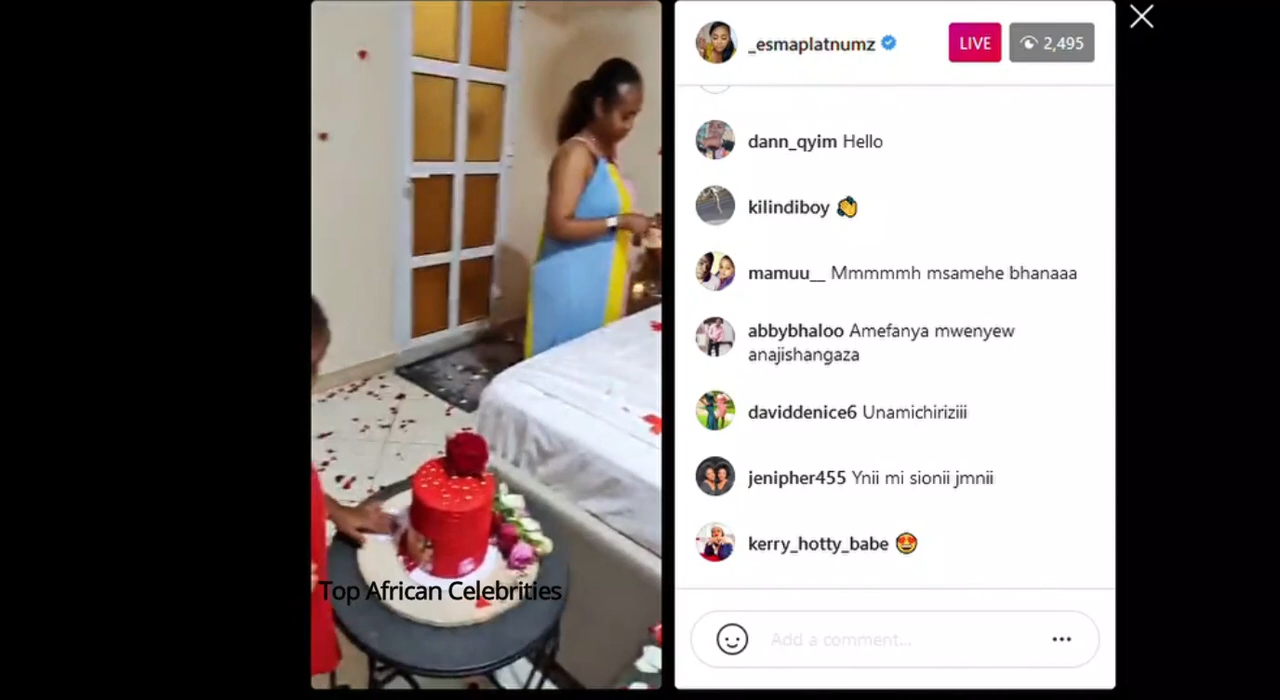 _esmaplatnumz
LIVE
2,495
dann_qyim Hello
kilindiboy 👏
mamuu__ Mmmmmh msamehe bhanaaa
abbybhaloo Amefanya mwenyew
anajishangaza
daviddenice6 Unamichiriziii
jenipher455 Ynii mi sionii jmnii
kerry_hotty_babe 😍
Add a comment...
Top African Celebrities